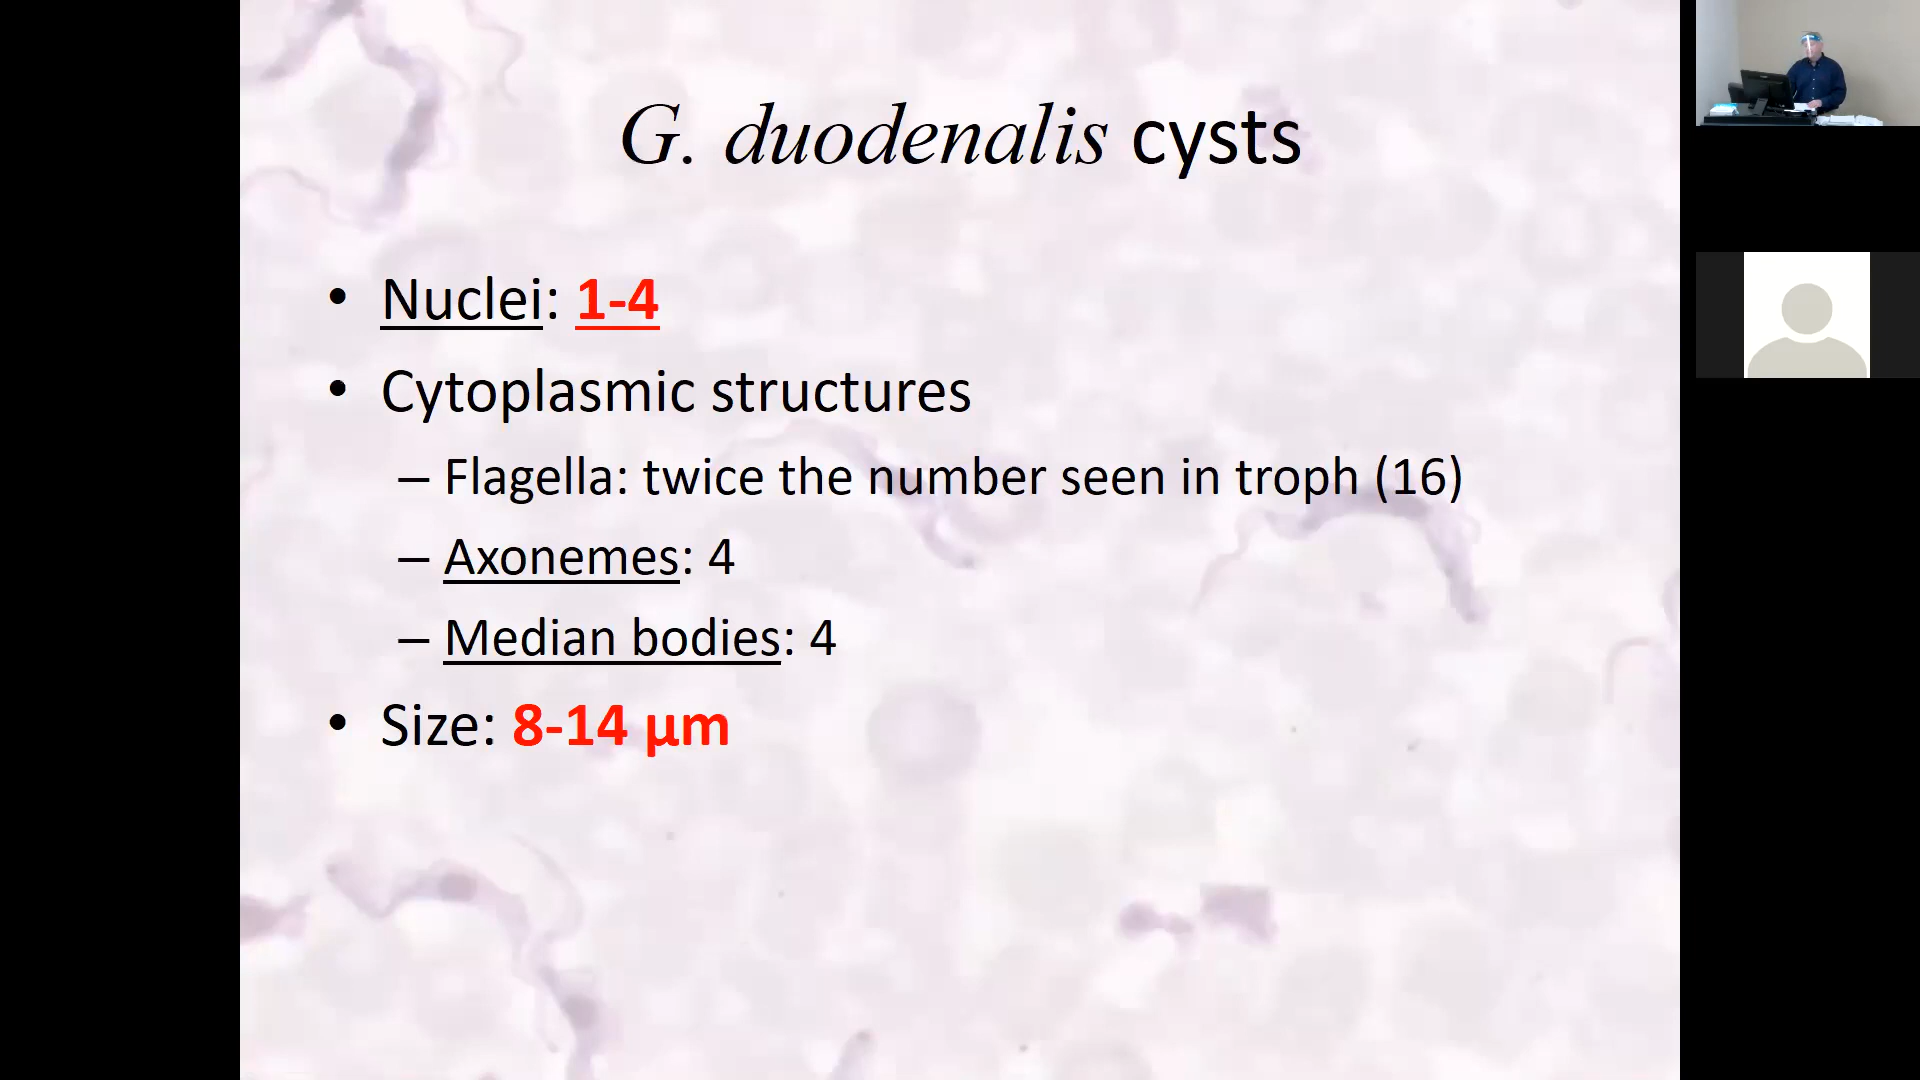 G. duodenalis cysts
• Nuclei: 1-4
• Cytoplasmic structures
– Flagella: twice the number seen in troph (16)
– Axonemes: 4
– Median bodies: 4
• Size: 8-14 µm